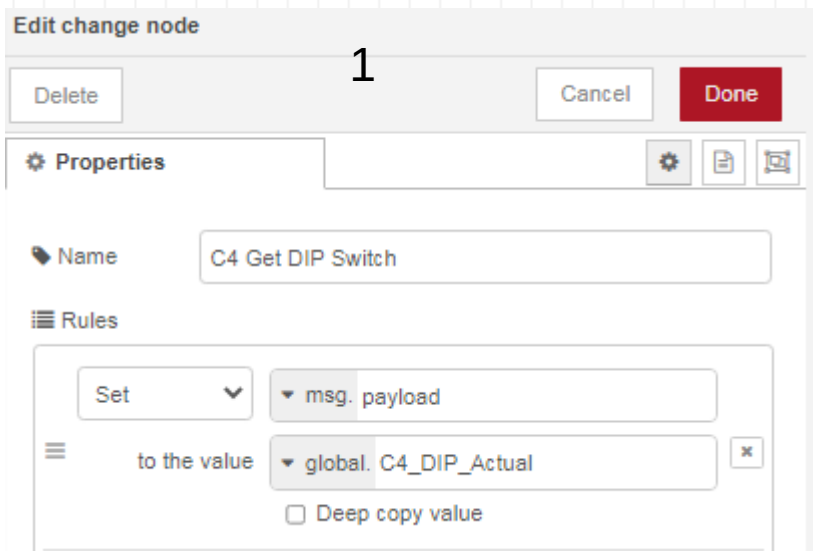 Edit change node
1
Delete
Cancel
Done
Properties
Name
C4 Get DIP Switch
Rules
Set
msg. payload
to the value
global. C4_DIP_Actual
Deep copy value